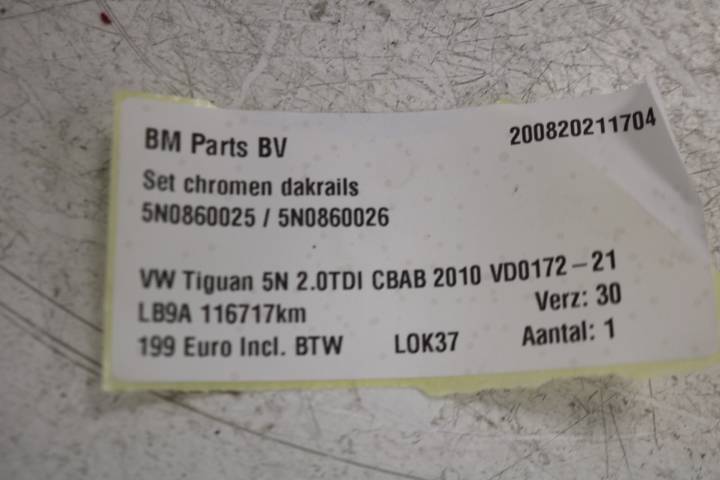 BM Parts BV 200820211704
Set chromen dakrails
5N0860025 / 5N0860026
VW Tiguan 5N 2.0TDI CBAB 2010 VD0172-21
LB9A 116717km Verz: 30
199 Euro Incl. BTW LOK37 Aantal: 1